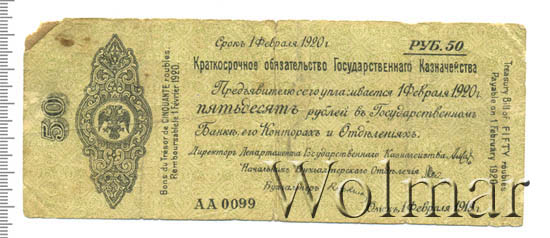 Срокъ 1 Февраля 1920 г.
РУБ. 50
Краткосрочное обязательство Государственнаго Казначейства
Предъявителю сего уплачивается 1 Февраля 1920 г.
пятьдесятъ рублей въ Государственномъ
Банкѣ, его Конторахъ и Отдѣленіяхъ.
Директоръ Департамента Государственнаго Казначейства
Начальникъ Бухгалтерскаго Отдѣленія
Бухгалтеръ
АА 0099
Омскъ, 1 Февраля 1919 г.
50
Bons du Trésor de CINQUANTE roubles.
Remboursable le 1 février 1920.
Treasury Bill of FIFTY roubles
Payable on 1 February 1920
Wolmar